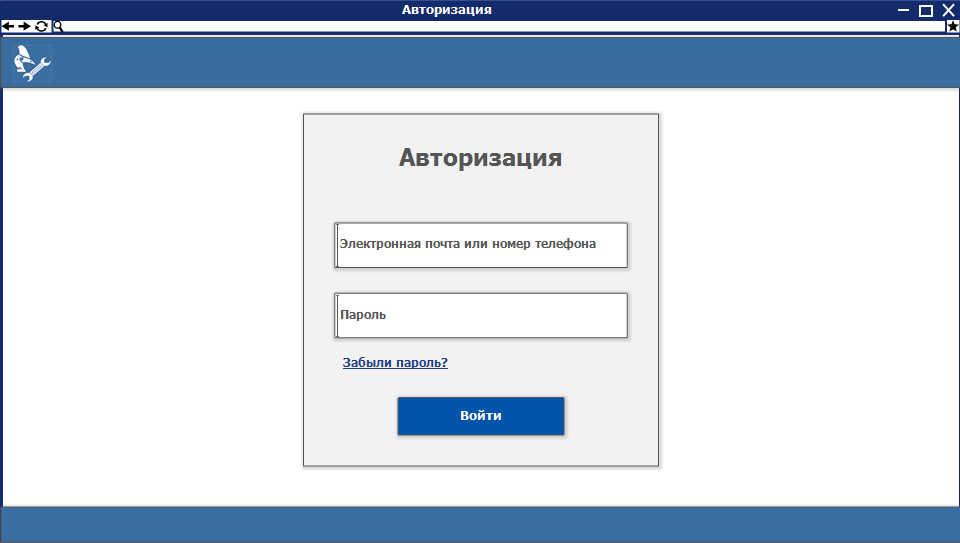 Авторизация
Авторизация
Электронная почта или номер телефона
Пароль
Забыли пароль?
Войти